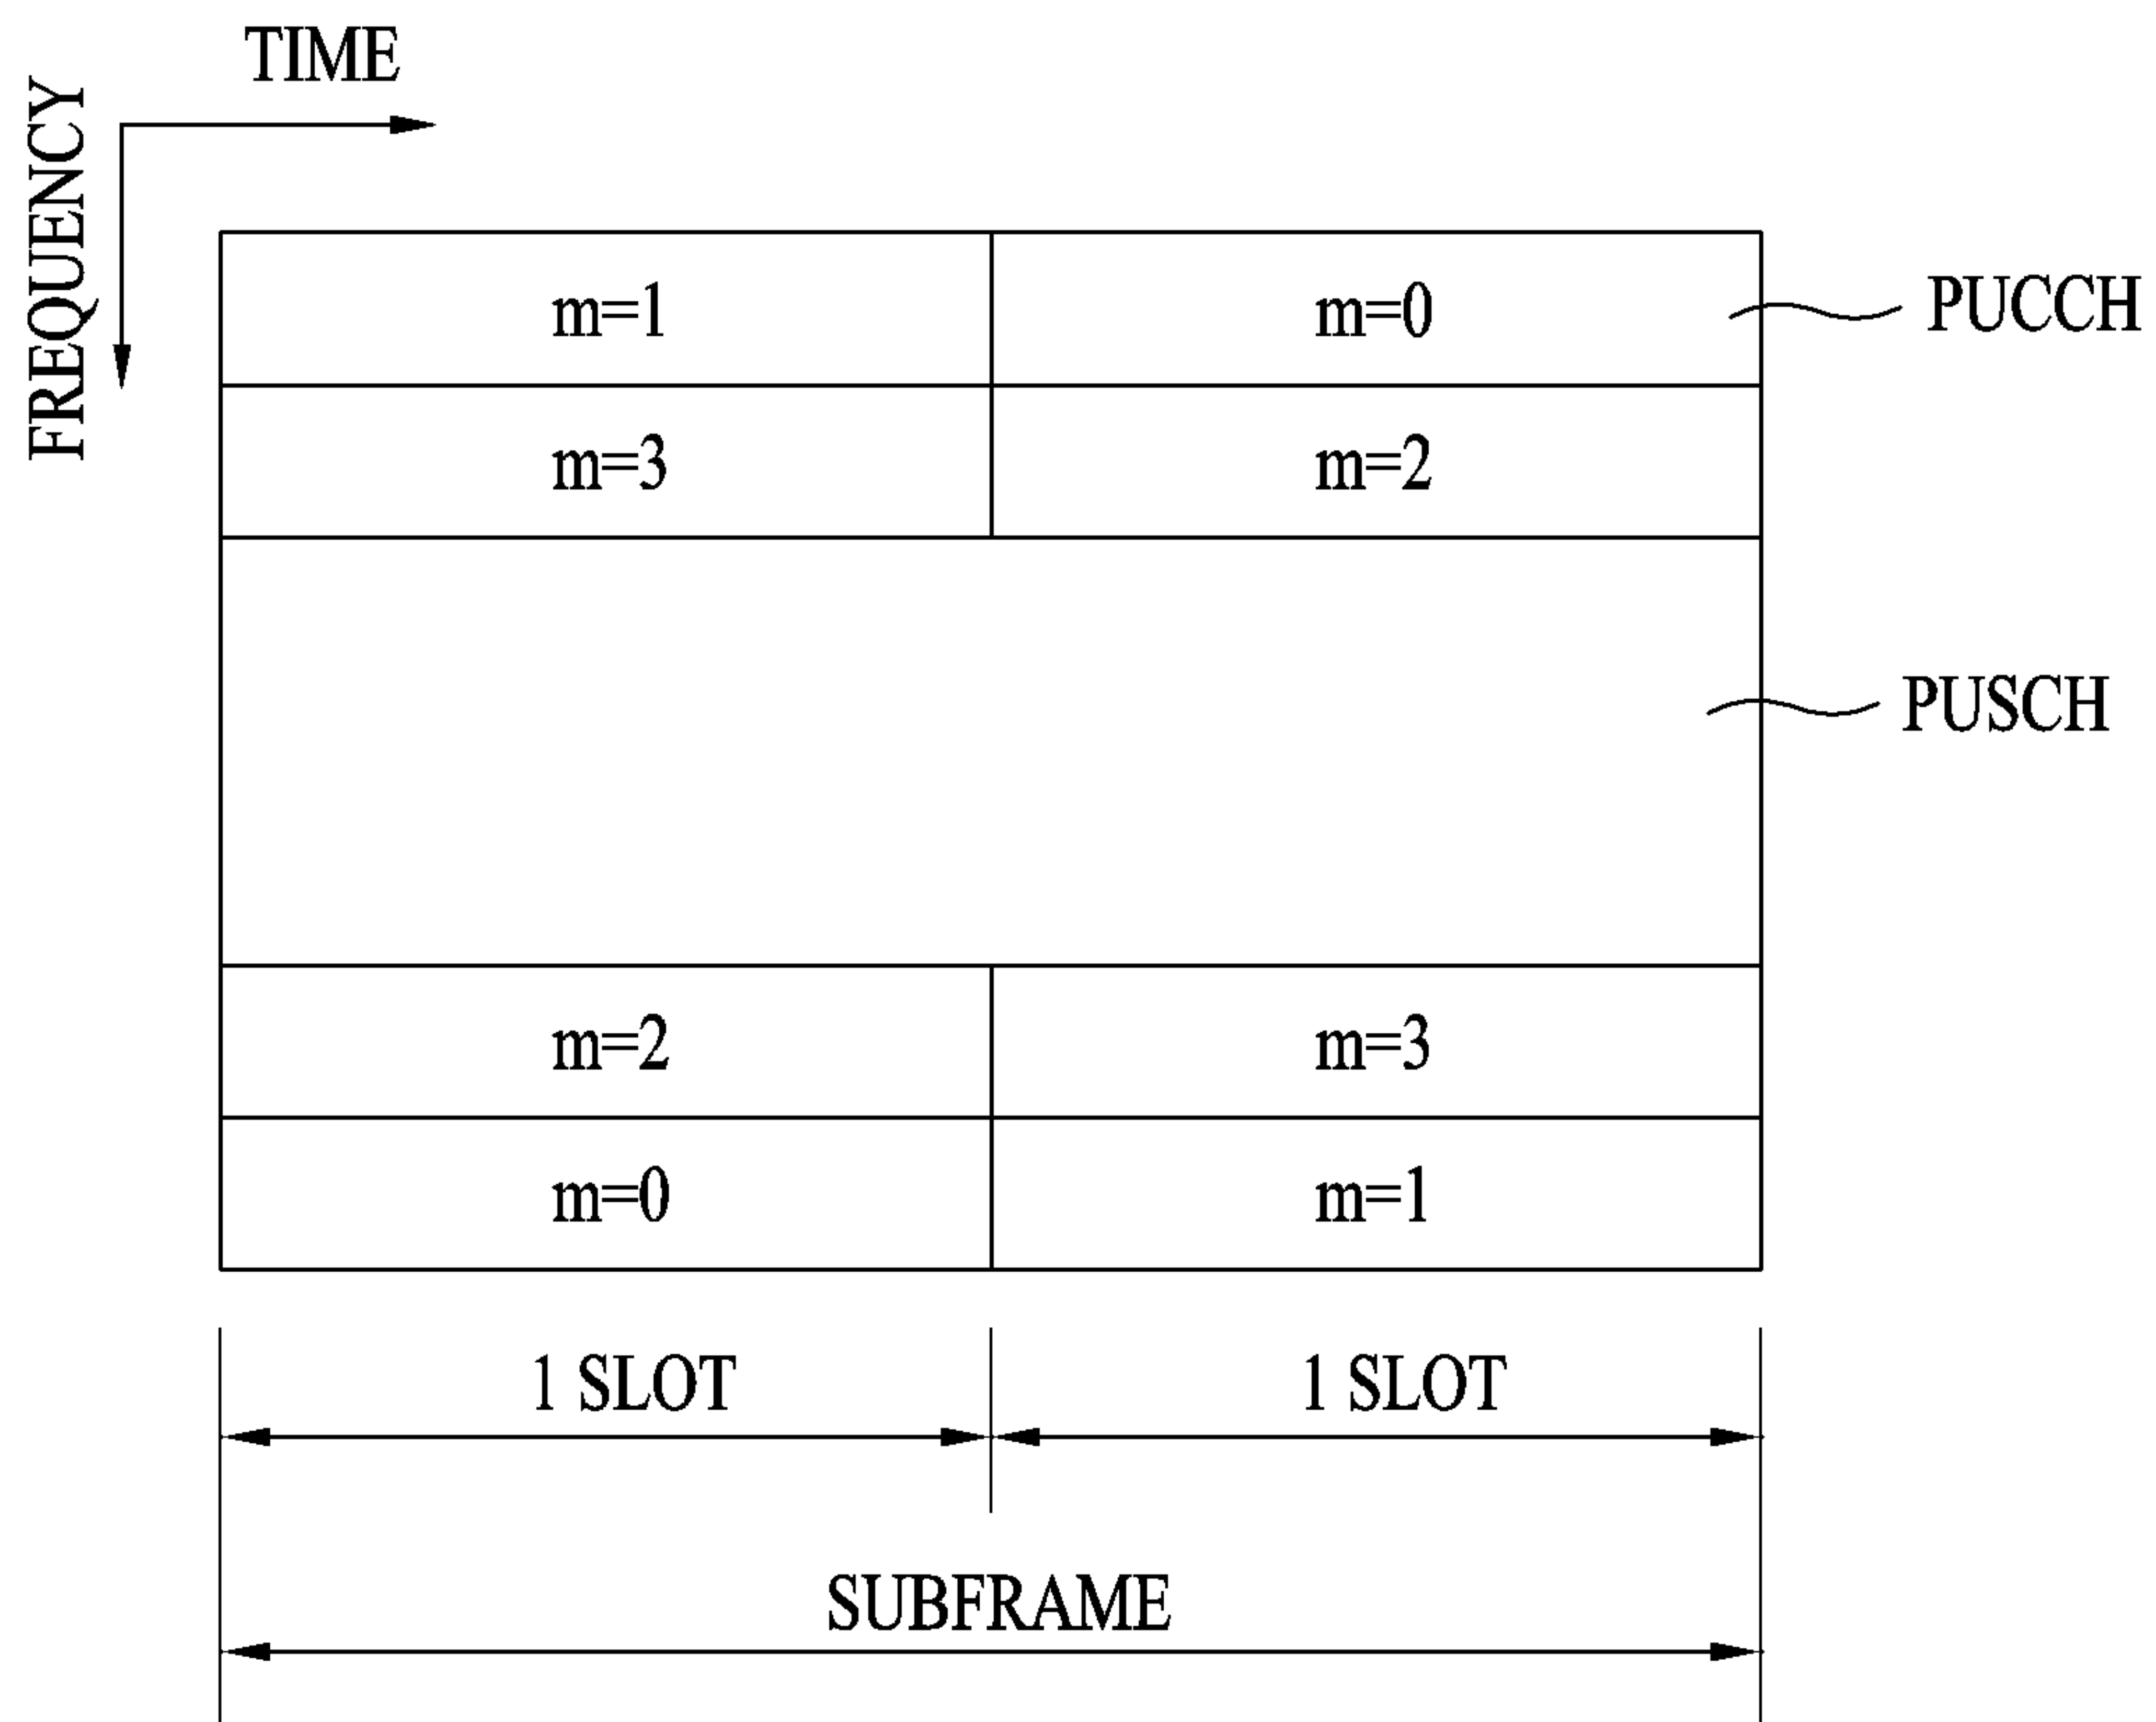 TIME
FREQUENCY
m=1 m=0 PUCCH
m=3 m=2
PUSCH
m=2 m=3
m=0 m=1
1 SLOT 1 SLOT
SUBFRAME